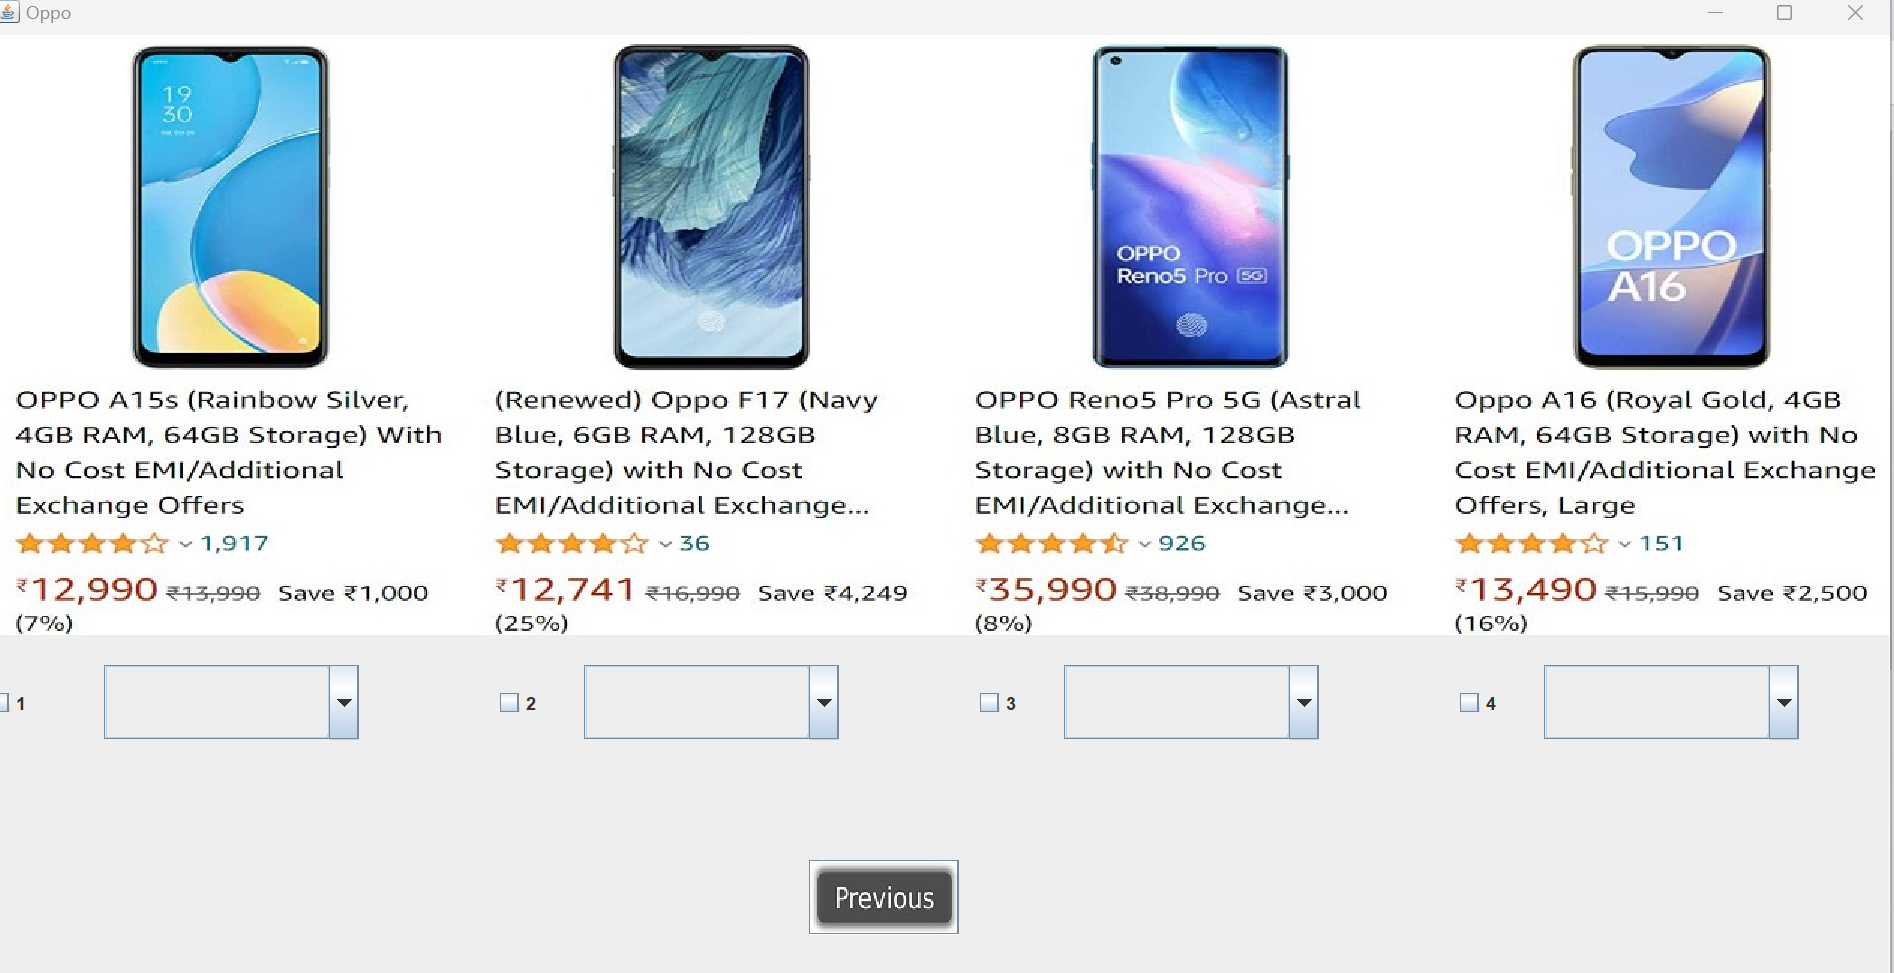 Oppo
19
30
OPPO
Reno5 Pro 5G
OPPO
A16
OPPO A15s (Rainbow Silver,
4GB RAM, 64GB Storage) With
No Cost EMI/Additional
Exchange Offers
1,917
₹12,990 ₹13,990 Save ₹1,000
(7%)
(Renewed) Oppo F17 (Navy
Blue, 6GB RAM, 128GB
Storage) with No Cost
EMI/Additional Exchange...
36
₹12,741 ₹16,990 Save ₹4,249
(25%)
OPPO Reno5 Pro 5G (Astral
Blue, 8GB RAM, 128GB
Storage) with No Cost
EMI/Additional Exchange...
926
₹35,990 ₹38,990 Save ₹3,000
(8%)
Oppo A16 (Royal Gold, 4GB
RAM, 64GB Storage) with No
Cost EMI/Additional Exchange
Offers, Large
151
₹13,490 ₹15,990 Save ₹2,500
(16%)
1
2
3
4
Previous